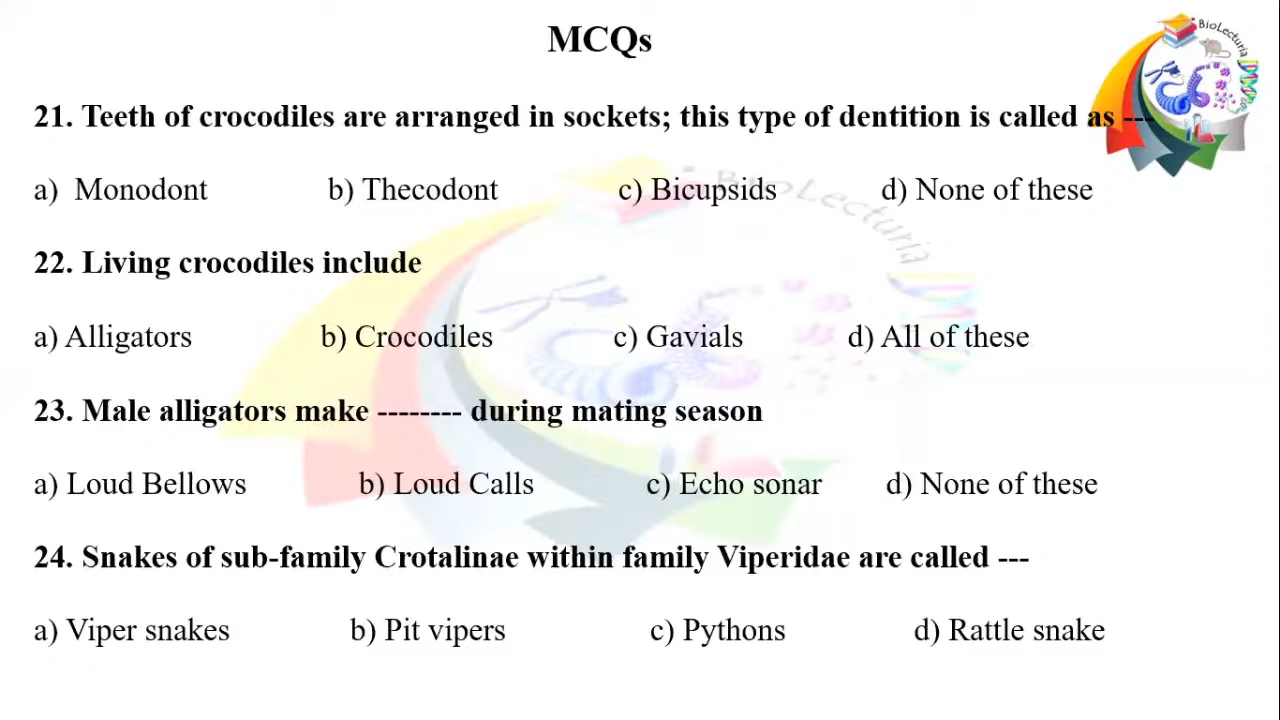 MCQs
BioLecturia
21. Teeth of crocodiles are arranged in sockets; this type of dentition is called as ---
a) Monodont b) Thecodont c) Bicupsids d) None of these
BioLecturia
22. Living crocodiles include
a) Alligators b) Crocodiles c) Gavials d) All of these
23. Male alligators make -------- during mating season
a) Loud Bellows b) Loud Calls c) Echo sonar d) None of these
24. Snakes of sub-family Crotalinae within family Viperidae are called ---
a) Viper snakes b) Pit vipers c) Pythons d) Rattle snake